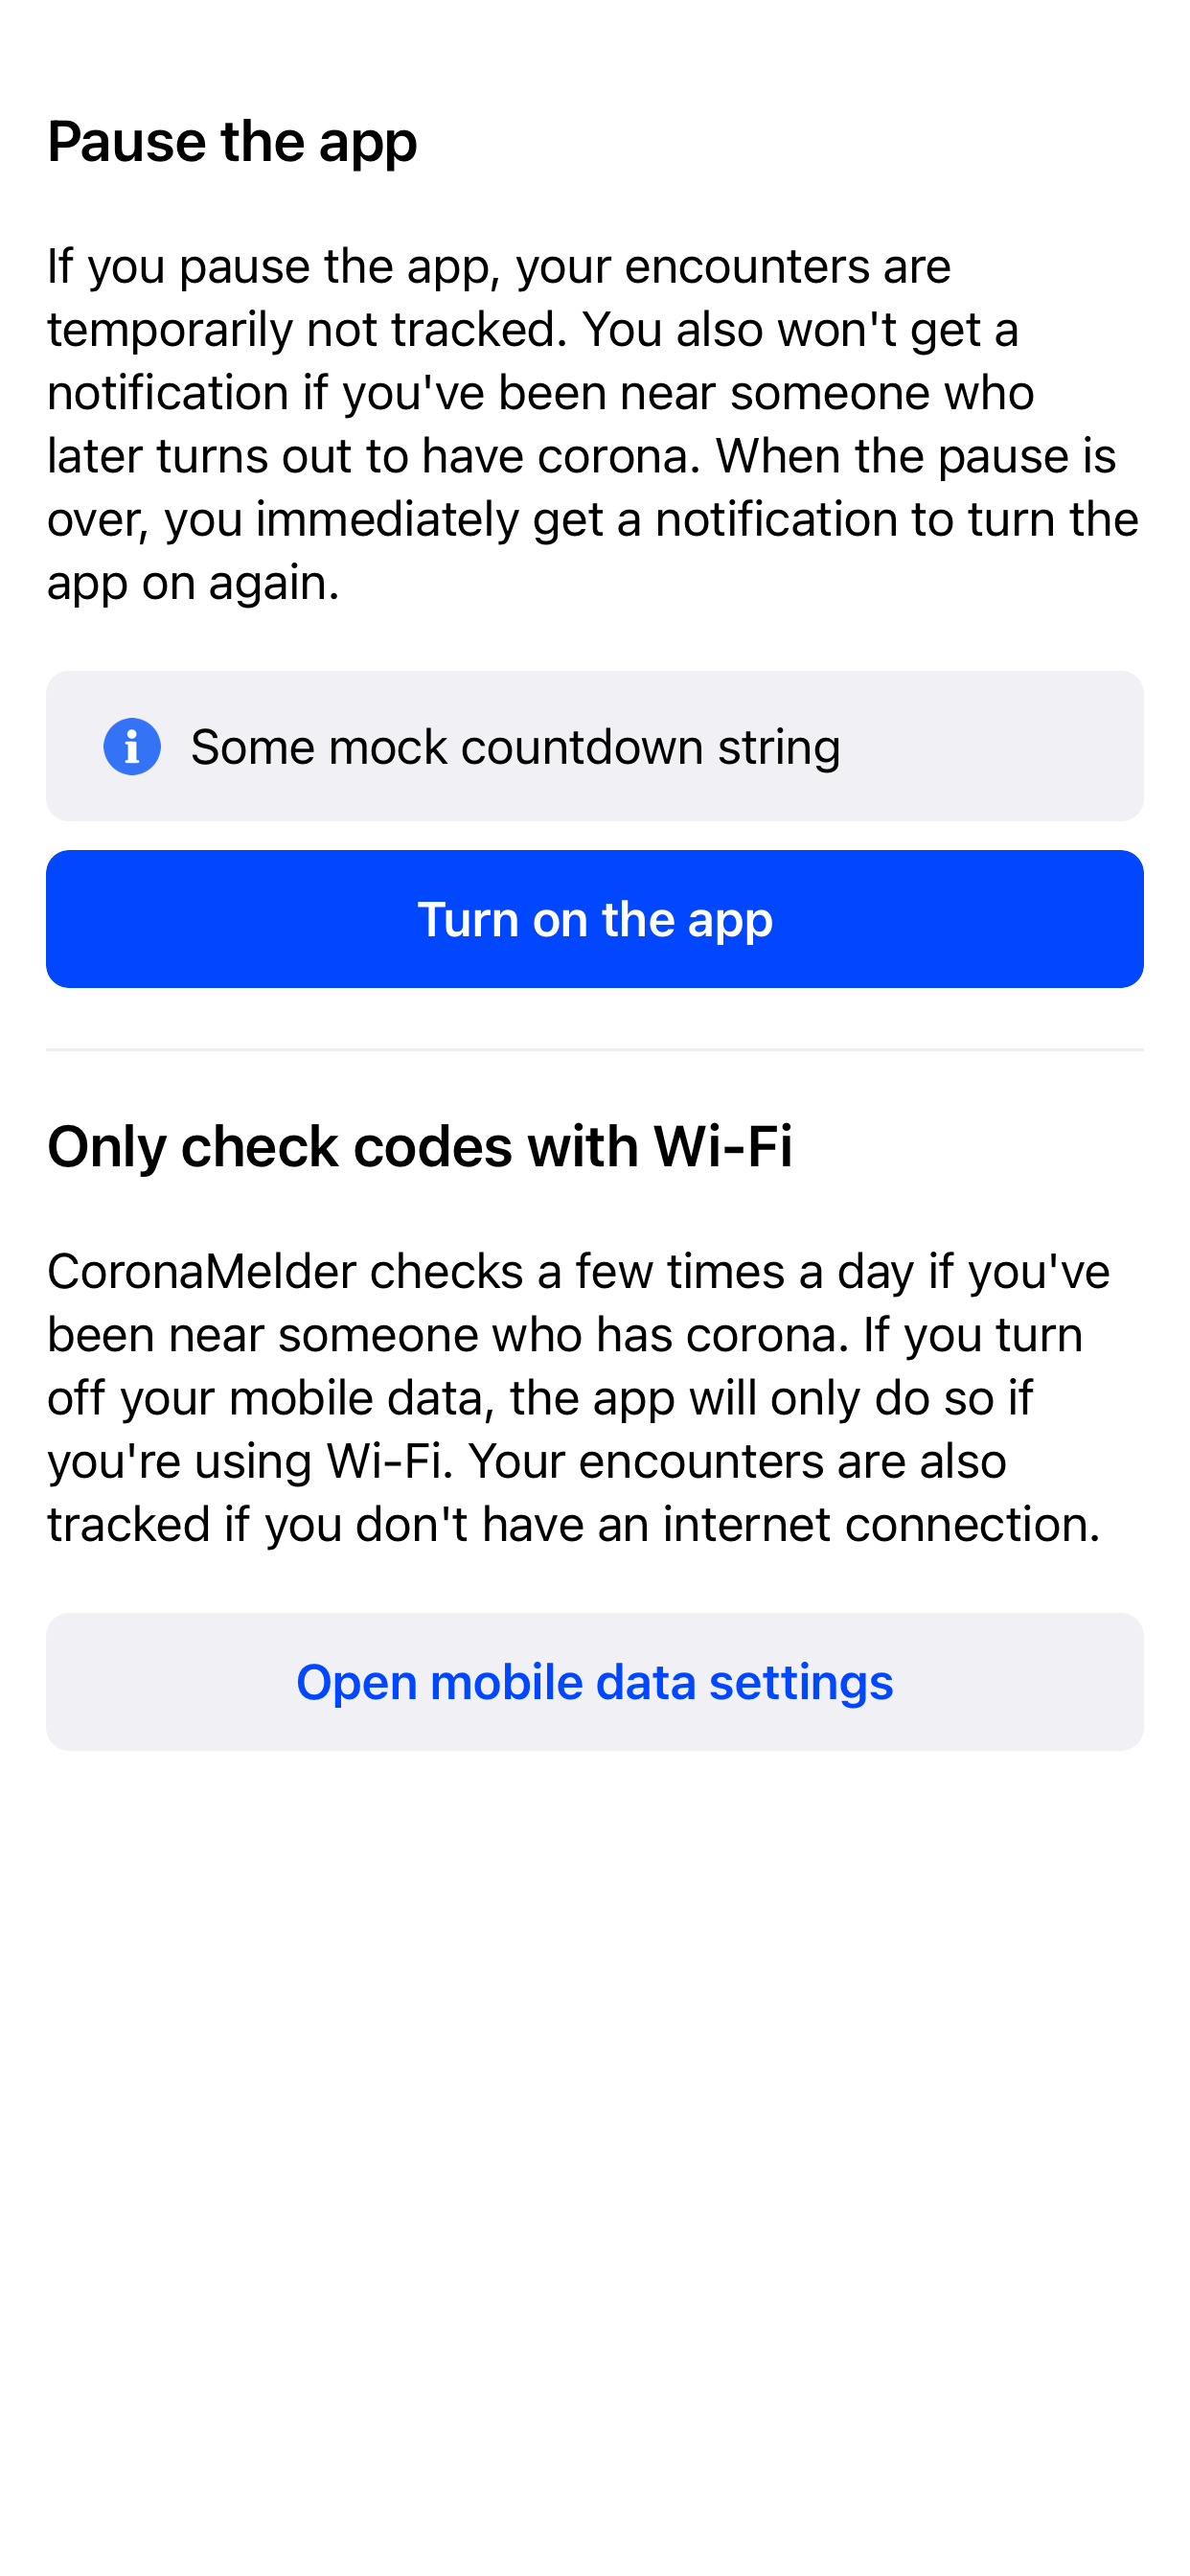 Pause the app
If you pause the app, your encounters are
temporarily not tracked. You also won't get a
notification if you've been near someone who
later turns out to have corona. When the pause is
over, you immediately get a notification to turn the
app on again.
Some mock countdown string
Turn on the app
Only check codes with Wi-Fi
CoronaMelder checks a few times a day if you've
been near someone who has corona. If you turn
off your mobile data, the app will only do so if
you're using Wi-Fi. Your encounters are also
tracked if you don't have an internet connection.
Open mobile data settings